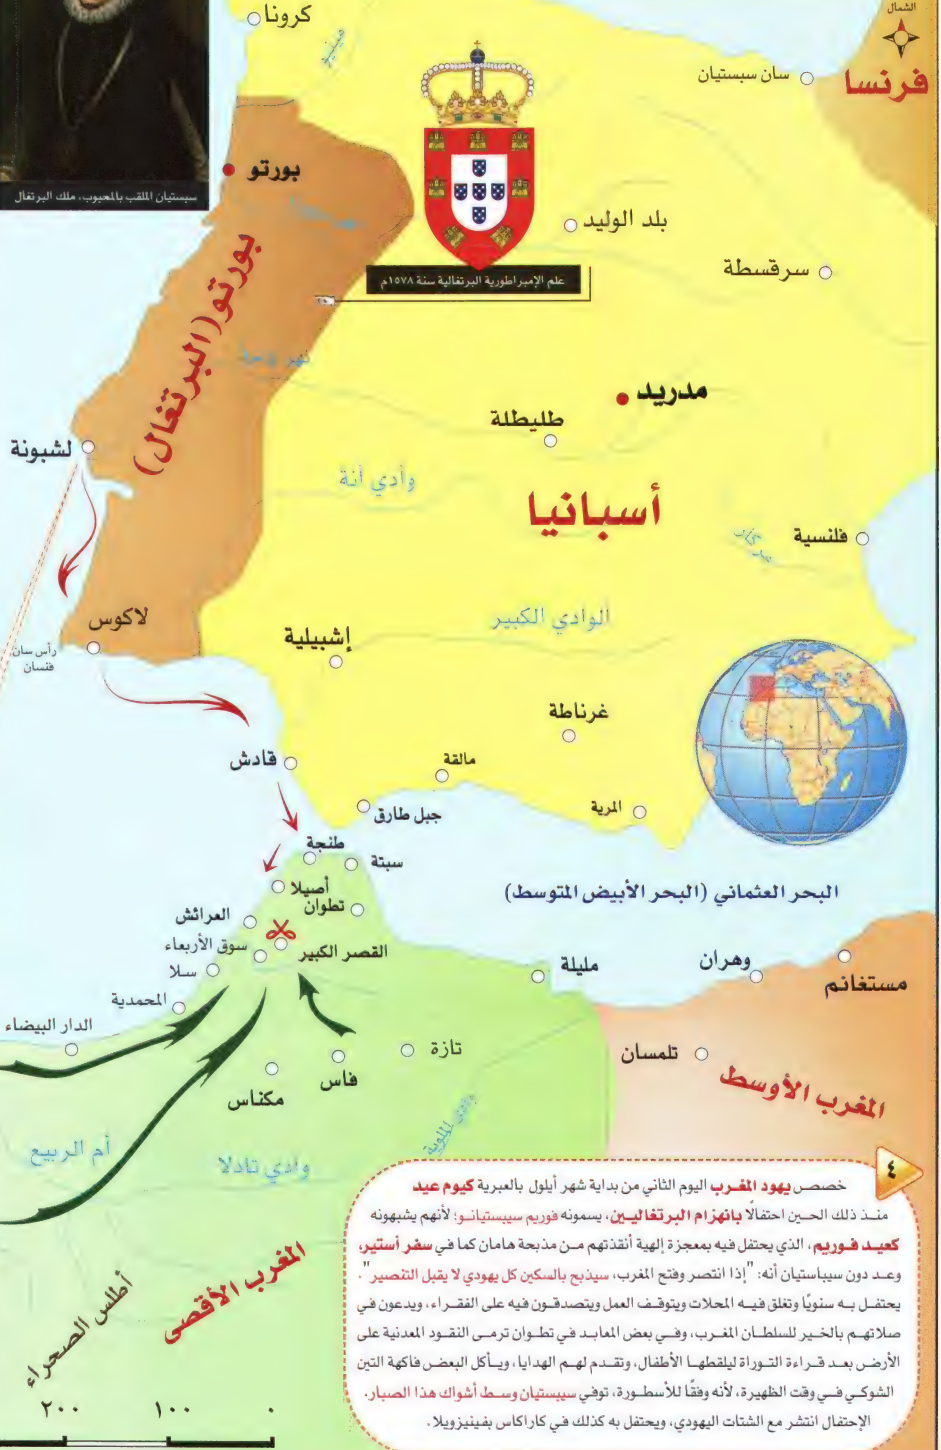 الشمال
كرونا
سان سبستيان
فرنسا
بورتو
سبستيان الملقب بالمحبوب، ملك البرتغال
بلد الوليد
سرقسطة
علم الإمبراطورية البرتغالية سنة ١٥٧٨م
بورتو(البرتغال)
مدريد
طليطلة
لشبونة
وادي آنة
أسبانيا
فلنسية
الوادي الكبير
لاكوس
إشبيلية
رأس سان
فنسان
غرناطة
قادش
مالقة
جبل طارق
المرية
طنجة
سبتة
أصيلا
تطوان
البحر العثماني (البحر الأبيض المتوسط)
العرائش
سوق الأربعاء
القصر الكبير
سلا
مليلة
وهران
مستغانم
المحمدية
الدار البيضاء
تازة
فاس
مكناس
تلمسان
المغرب الأوسط
وادي الملوية
أم الربيع
وادي تادلا
المغرب الأقصى
أطلس الصحراء
٢٠٠ ١٠٠ ٠
٤
خصص يهود المغرب اليوم الثاني من بداية شهر أيلول بالعبرية كيوم عيد
منذ ذلك الحين احتفالًا بانهزام البرتغاليين، يسمونه فوريم سيبستيانو؛ لأنهم يشبهونه
كعيد فوريم، الذي يحتفل فيه بمعجزة إلهية أنقذتهم من مذبحة هامان كما في سفر أستير،
وعد دون سيباستيان أنه: "إذا انتصر وفتح المغرب، سيذبح بالسكين كل يهودي لا يقبل التنصير".
يحتفل به سنويًا وتغلق فيه المحلات ويتوقف العمل ويتصدقون فيه على الفقراء، ويدعون في
صلاتهم بالخير للسلطان المغرب، وفي بعض المعابد في تطوان ترمى النقود المعدنية على
الأرض بعد قراءة التوراة ليلقطها الأطفال، وتقدم لهم الهدايا، ويأكل البعض فاكهة التين
الشوكي في وقت الظهيرة، لأنه وفقًا للأسطورة، توفي سيبستيان وسط أشواك هذا الصبار.
الإحتفال انتشر مع الشتات اليهودي، ويحتفل به كذلك في كاراكاس بفينيزويلا.